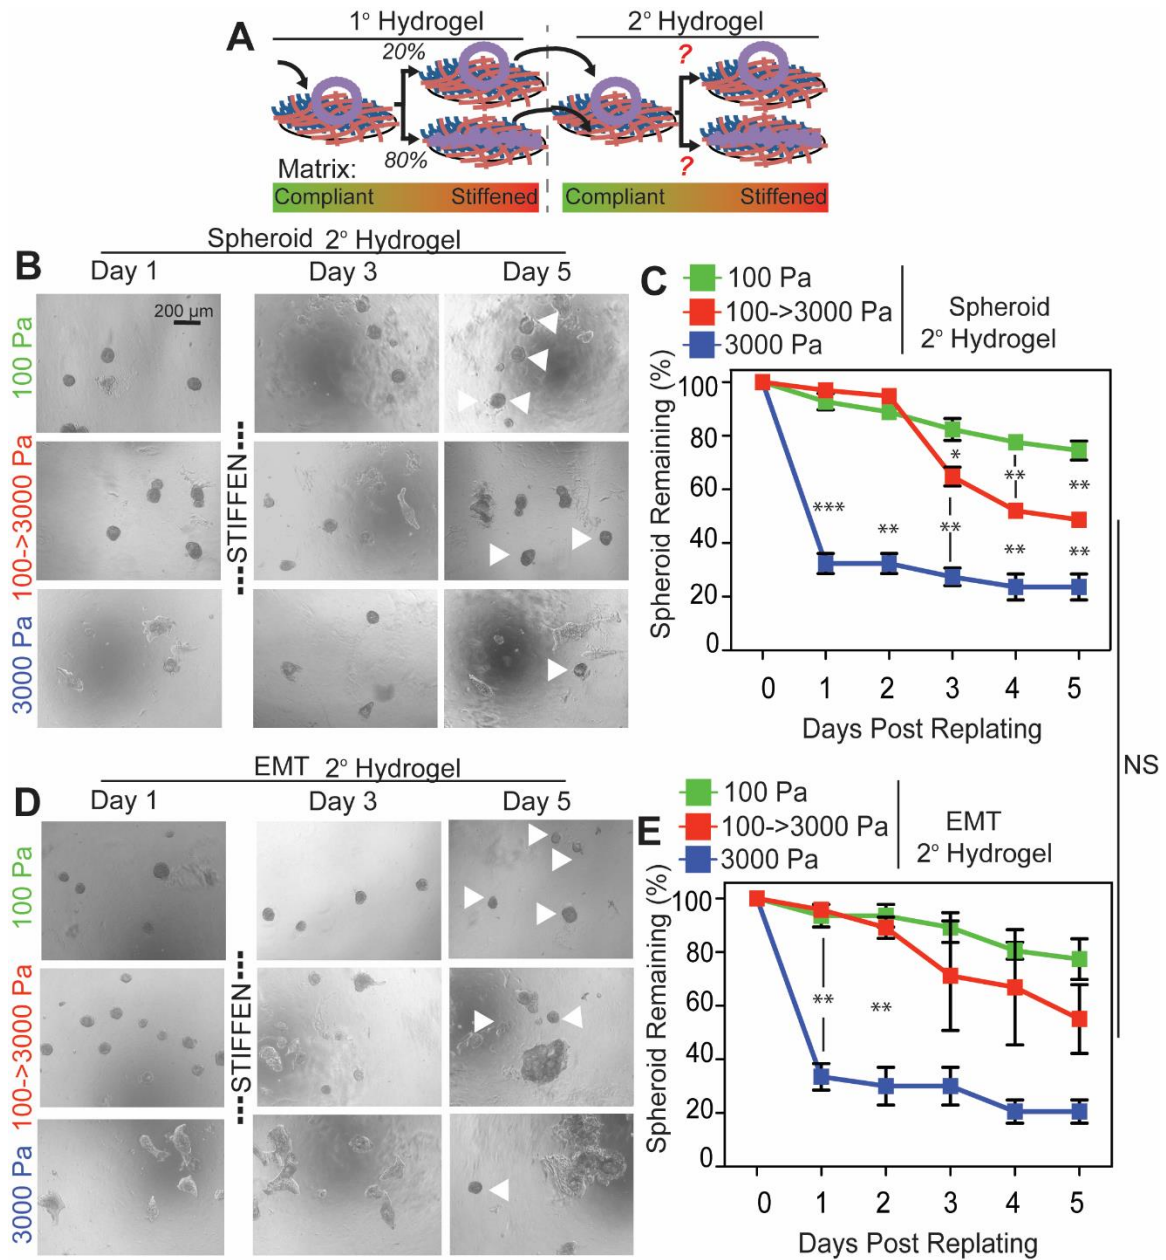 A
1° Hydrogel
2° Hydrogel
20%
80%
?
?
Matrix:
Compliant
Stiffened
Compliant
Stiffened
B
Spheroid 2° Hydrogel
Day 1
Day 3
Day 5
200 µm
100 Pa
100->3000 Pa
3000 Pa
---STIFFEN---
C
100 Pa
100->3000 Pa
3000 Pa
Spheroid
2° Hydrogel
Spheroid Remaining (%)
100
80
60
40
20
0
***
**
*
**
**
**
**
**
0 1 2 3 4 5
Days Post Replating
NS
D
EMT 2° Hydrogel
Day 1
Day 3
Day 5
100 Pa
100->3000 Pa
3000 Pa
---STIFFEN---
E
100 Pa
100->3000 Pa
3000 Pa
EMT
2° Hydrogel
Spheroid Remaining (%)
100
80
60
40
20
0
**
**
0 1 2 3 4 5
Days Post Replating